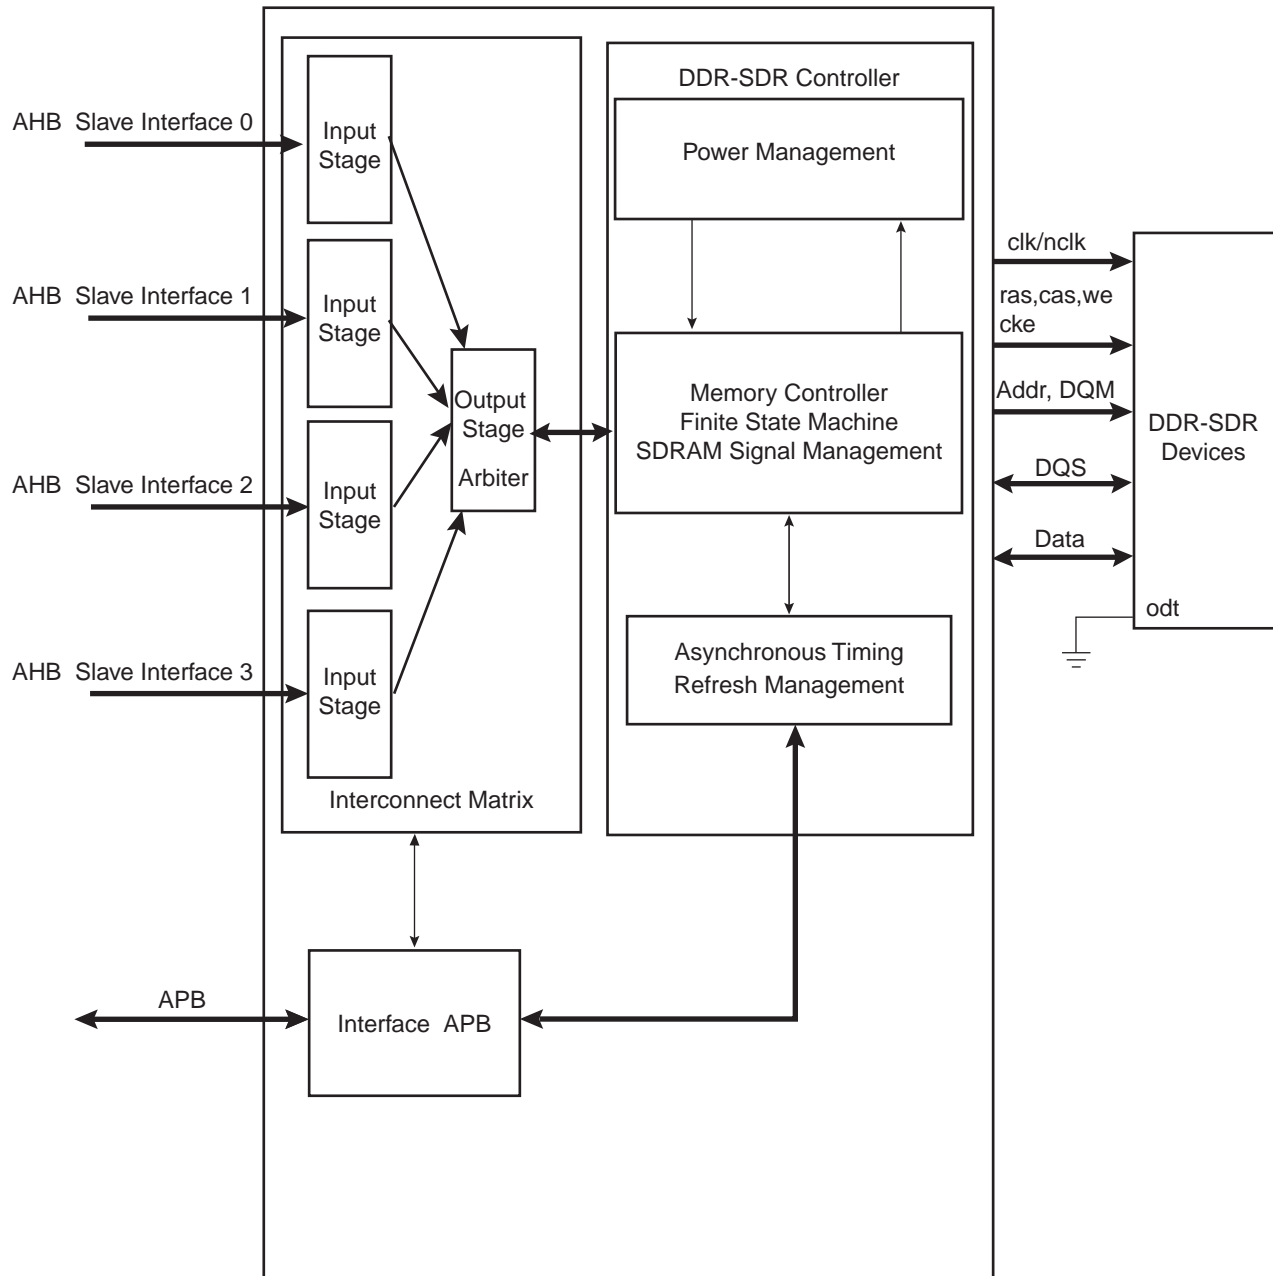 AHB Slave Interface 0
Input
Stage
AHB Slave Interface 1
Input
Stage
AHB Slave Interface 2
Input
Stage
AHB Slave Interface 3
Input
Stage
Output
Stage
Arbiter
Interconnect Matrix
DDR-SDR Controller
Power Management
Memory Controller
Finite State Machine
SDRAM Signal Management
Asynchronous Timing
Refresh Management
clk/nclk
ras,cas,we
cke
Addr, DQM
DQS
Data
odt
DDR-SDR
Devices
APB
Interface APB